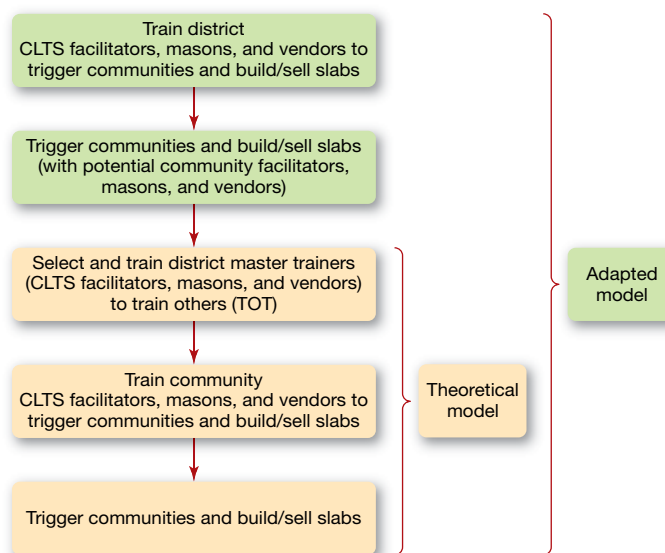 Train district
CLTS facilitators, masons, and vendors to
trigger communities and build/sell slabs
Trigger communities and build/sell slabs
(with potential community facilitators,
masons, and vendors)
Select and train district master trainers
(CLTS facilitators, masons, and vendors)
to train others (TOT)
Train community
CLTS facilitators, masons, and vendors to
trigger communities and build/sell slabs
Trigger communities and build/sell slabs
Theoretical
model
Adapted
model